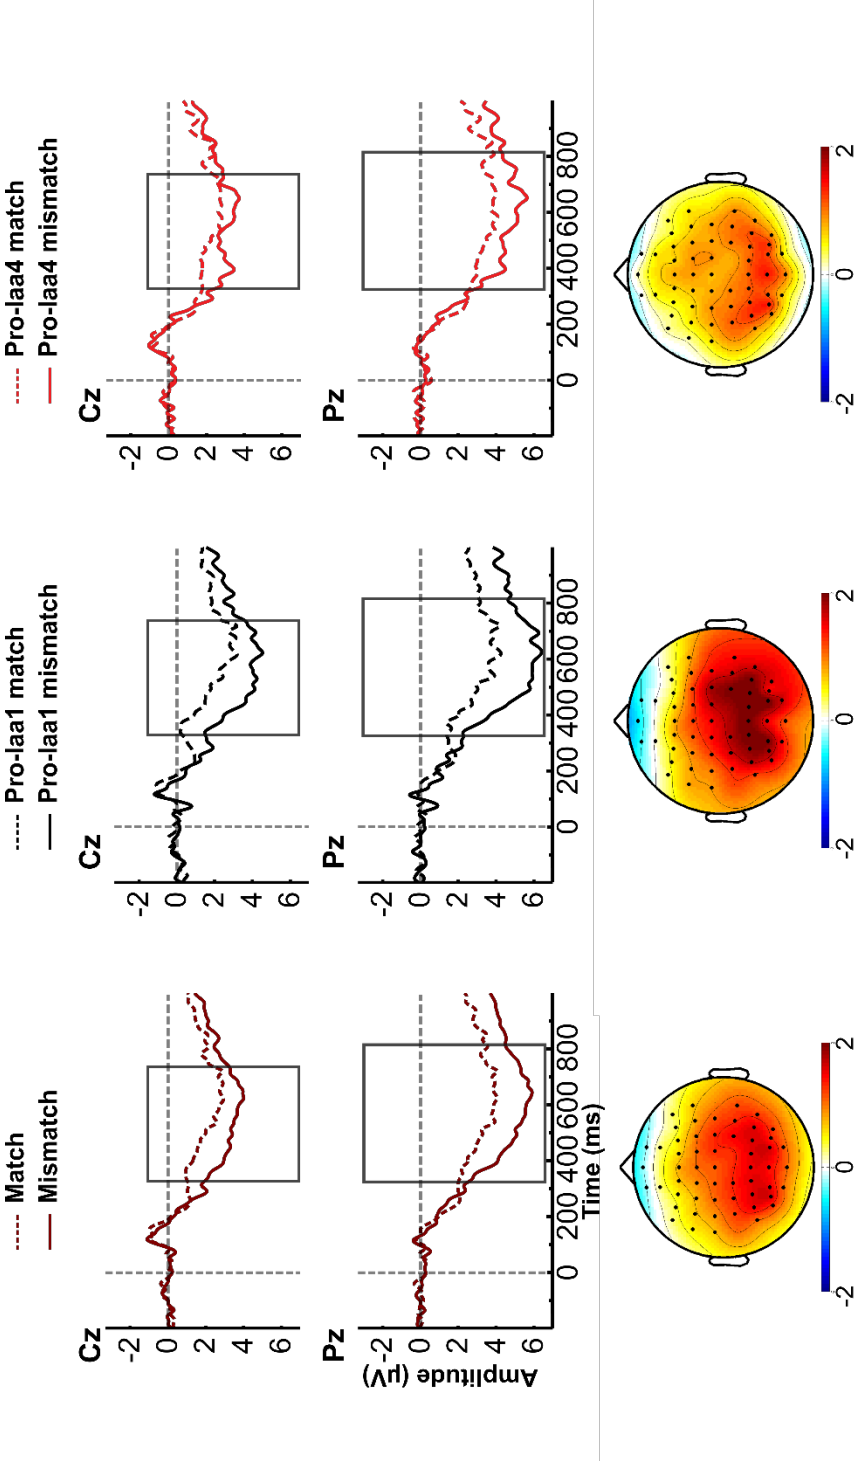 Match
Mismatch
Pro-laa1 match
Pro-laa1 mismatch
Pro-laa4 match
Pro-laa4 mismatch
Cz
-2
0
2
4
6
Cz
-2
0
2
4
6
Cz
-2
0
2
4
6
Pz
Amplitude (μV)
-2
0
2
4
6
0 200 400 600 800
Time (ms)
Pz
-2
0
2
4
6
0 200 400 600 800
Pz
-2
0
2
4
6
0 200 400 600 800
-2 0 2
-2 0 2
-2 0 2